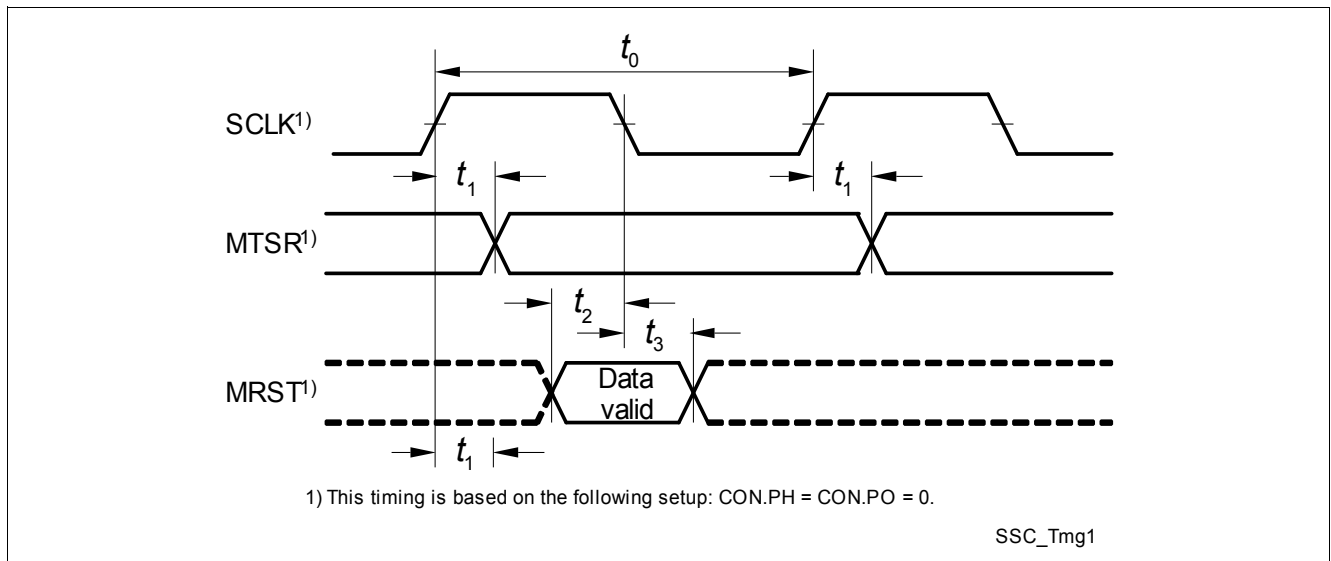 t0
SCLK1)
t1 t1
MTSR1)
t2
t3
MRST1) Data valid
t1
1) This timing is based on the following setup: CON.PH = CON.PO = 0.
SSC_Tmg1